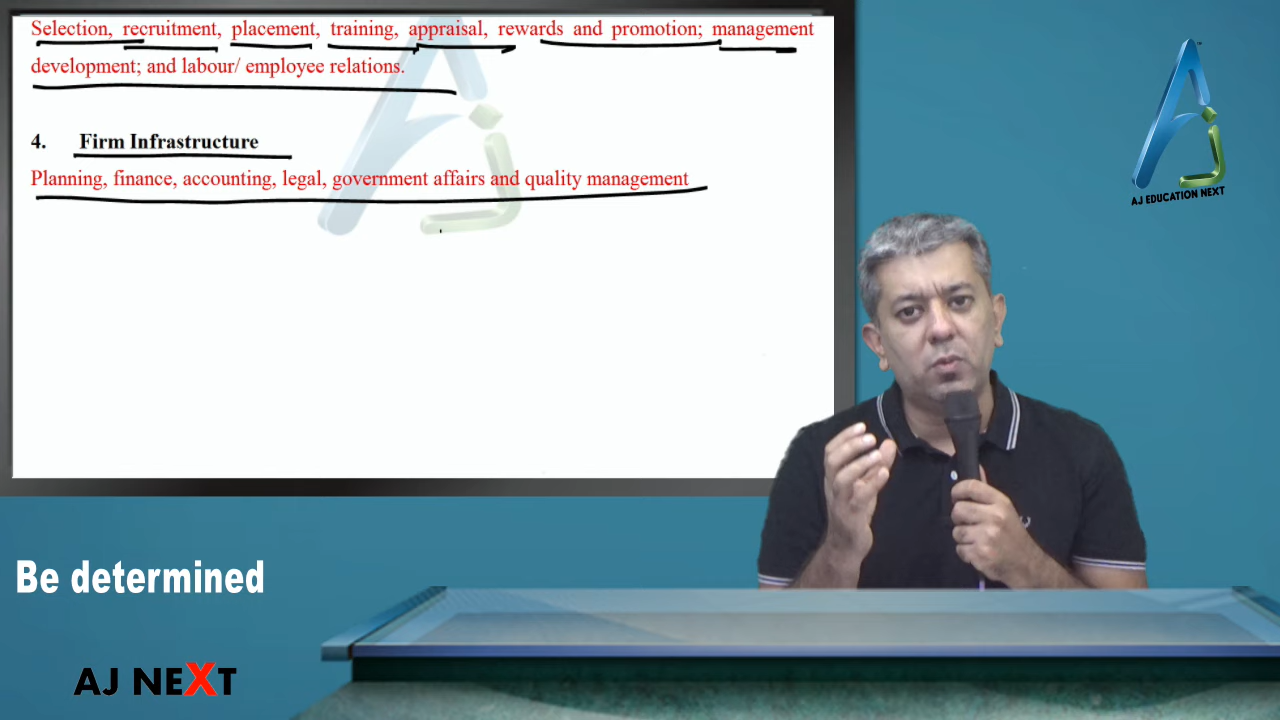 Selection, recruitment, placement, training, appraisal, rewards and promotion; management
development; and labour/ employee relations.
4. Firm Infrastructure
Planning, finance, accounting, legal, government affairs and quality management
AJ EDUCATION NEXT
Be determined
AJ NEXT